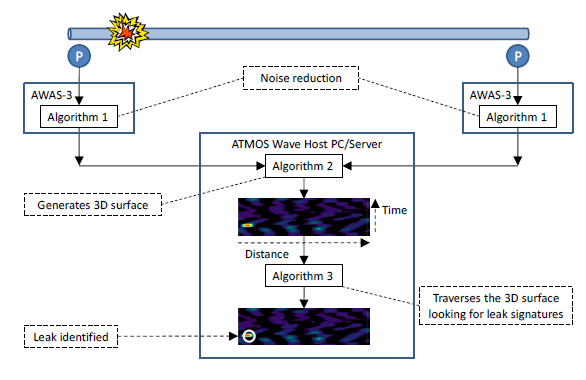 P
P
AWAS-3
Algorithm 1
Noise reduction
AWAS-3
Algorithm 1
ATMOS Wave Host PC/Server
Algorithm 2
Generates 3D surface
Time
Distance
Algorithm 3
Traverses the 3D surface
looking for leak signatures
Leak identified